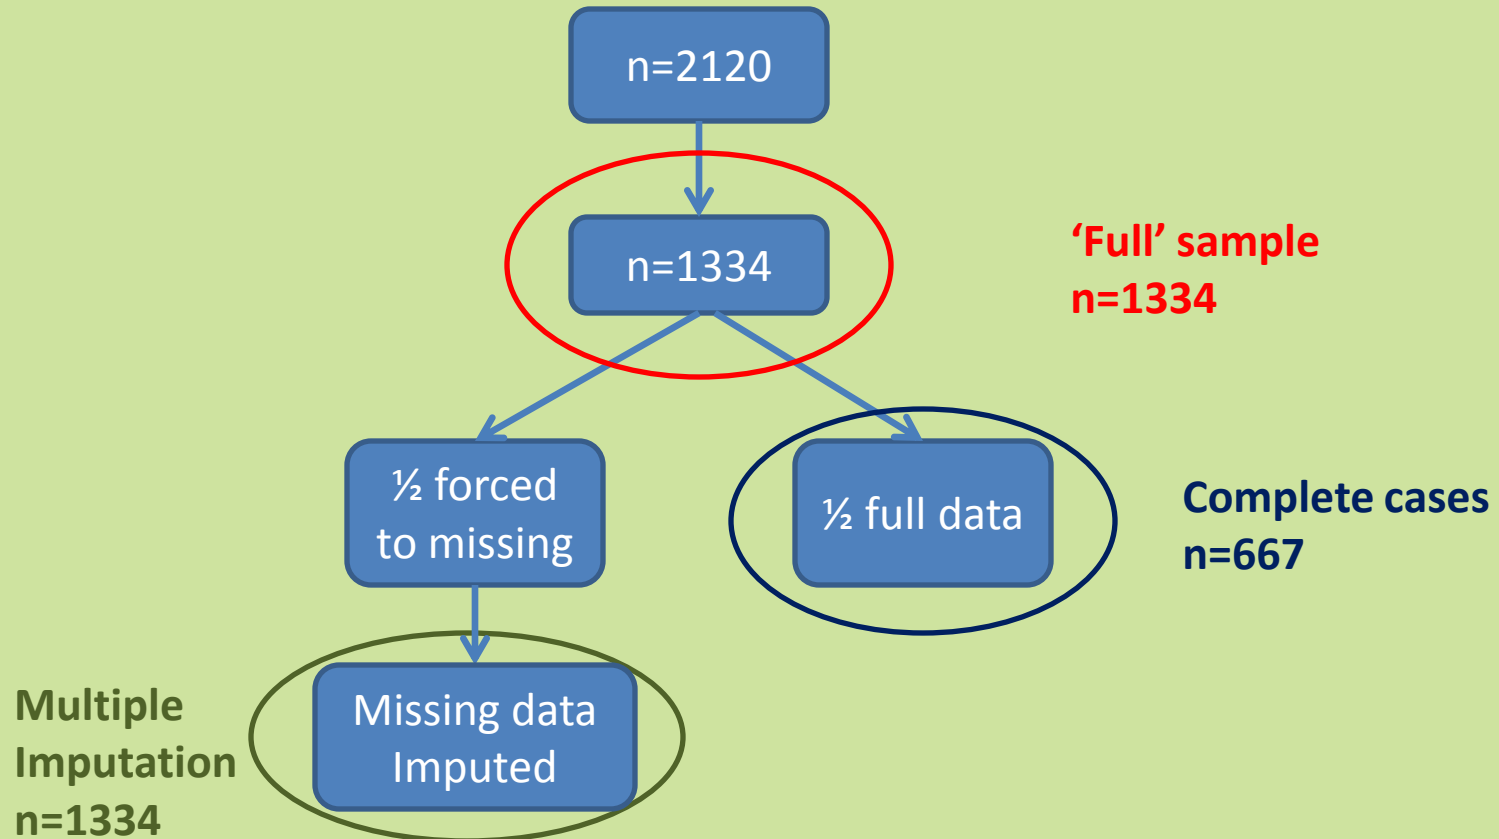 n=2120
n=1334
‘Full’ sample
n=1334
½ forced
to missing
½ full data
Complete cases
n=667
Missing data
Imputed
Multiple
Imputation
n=1334